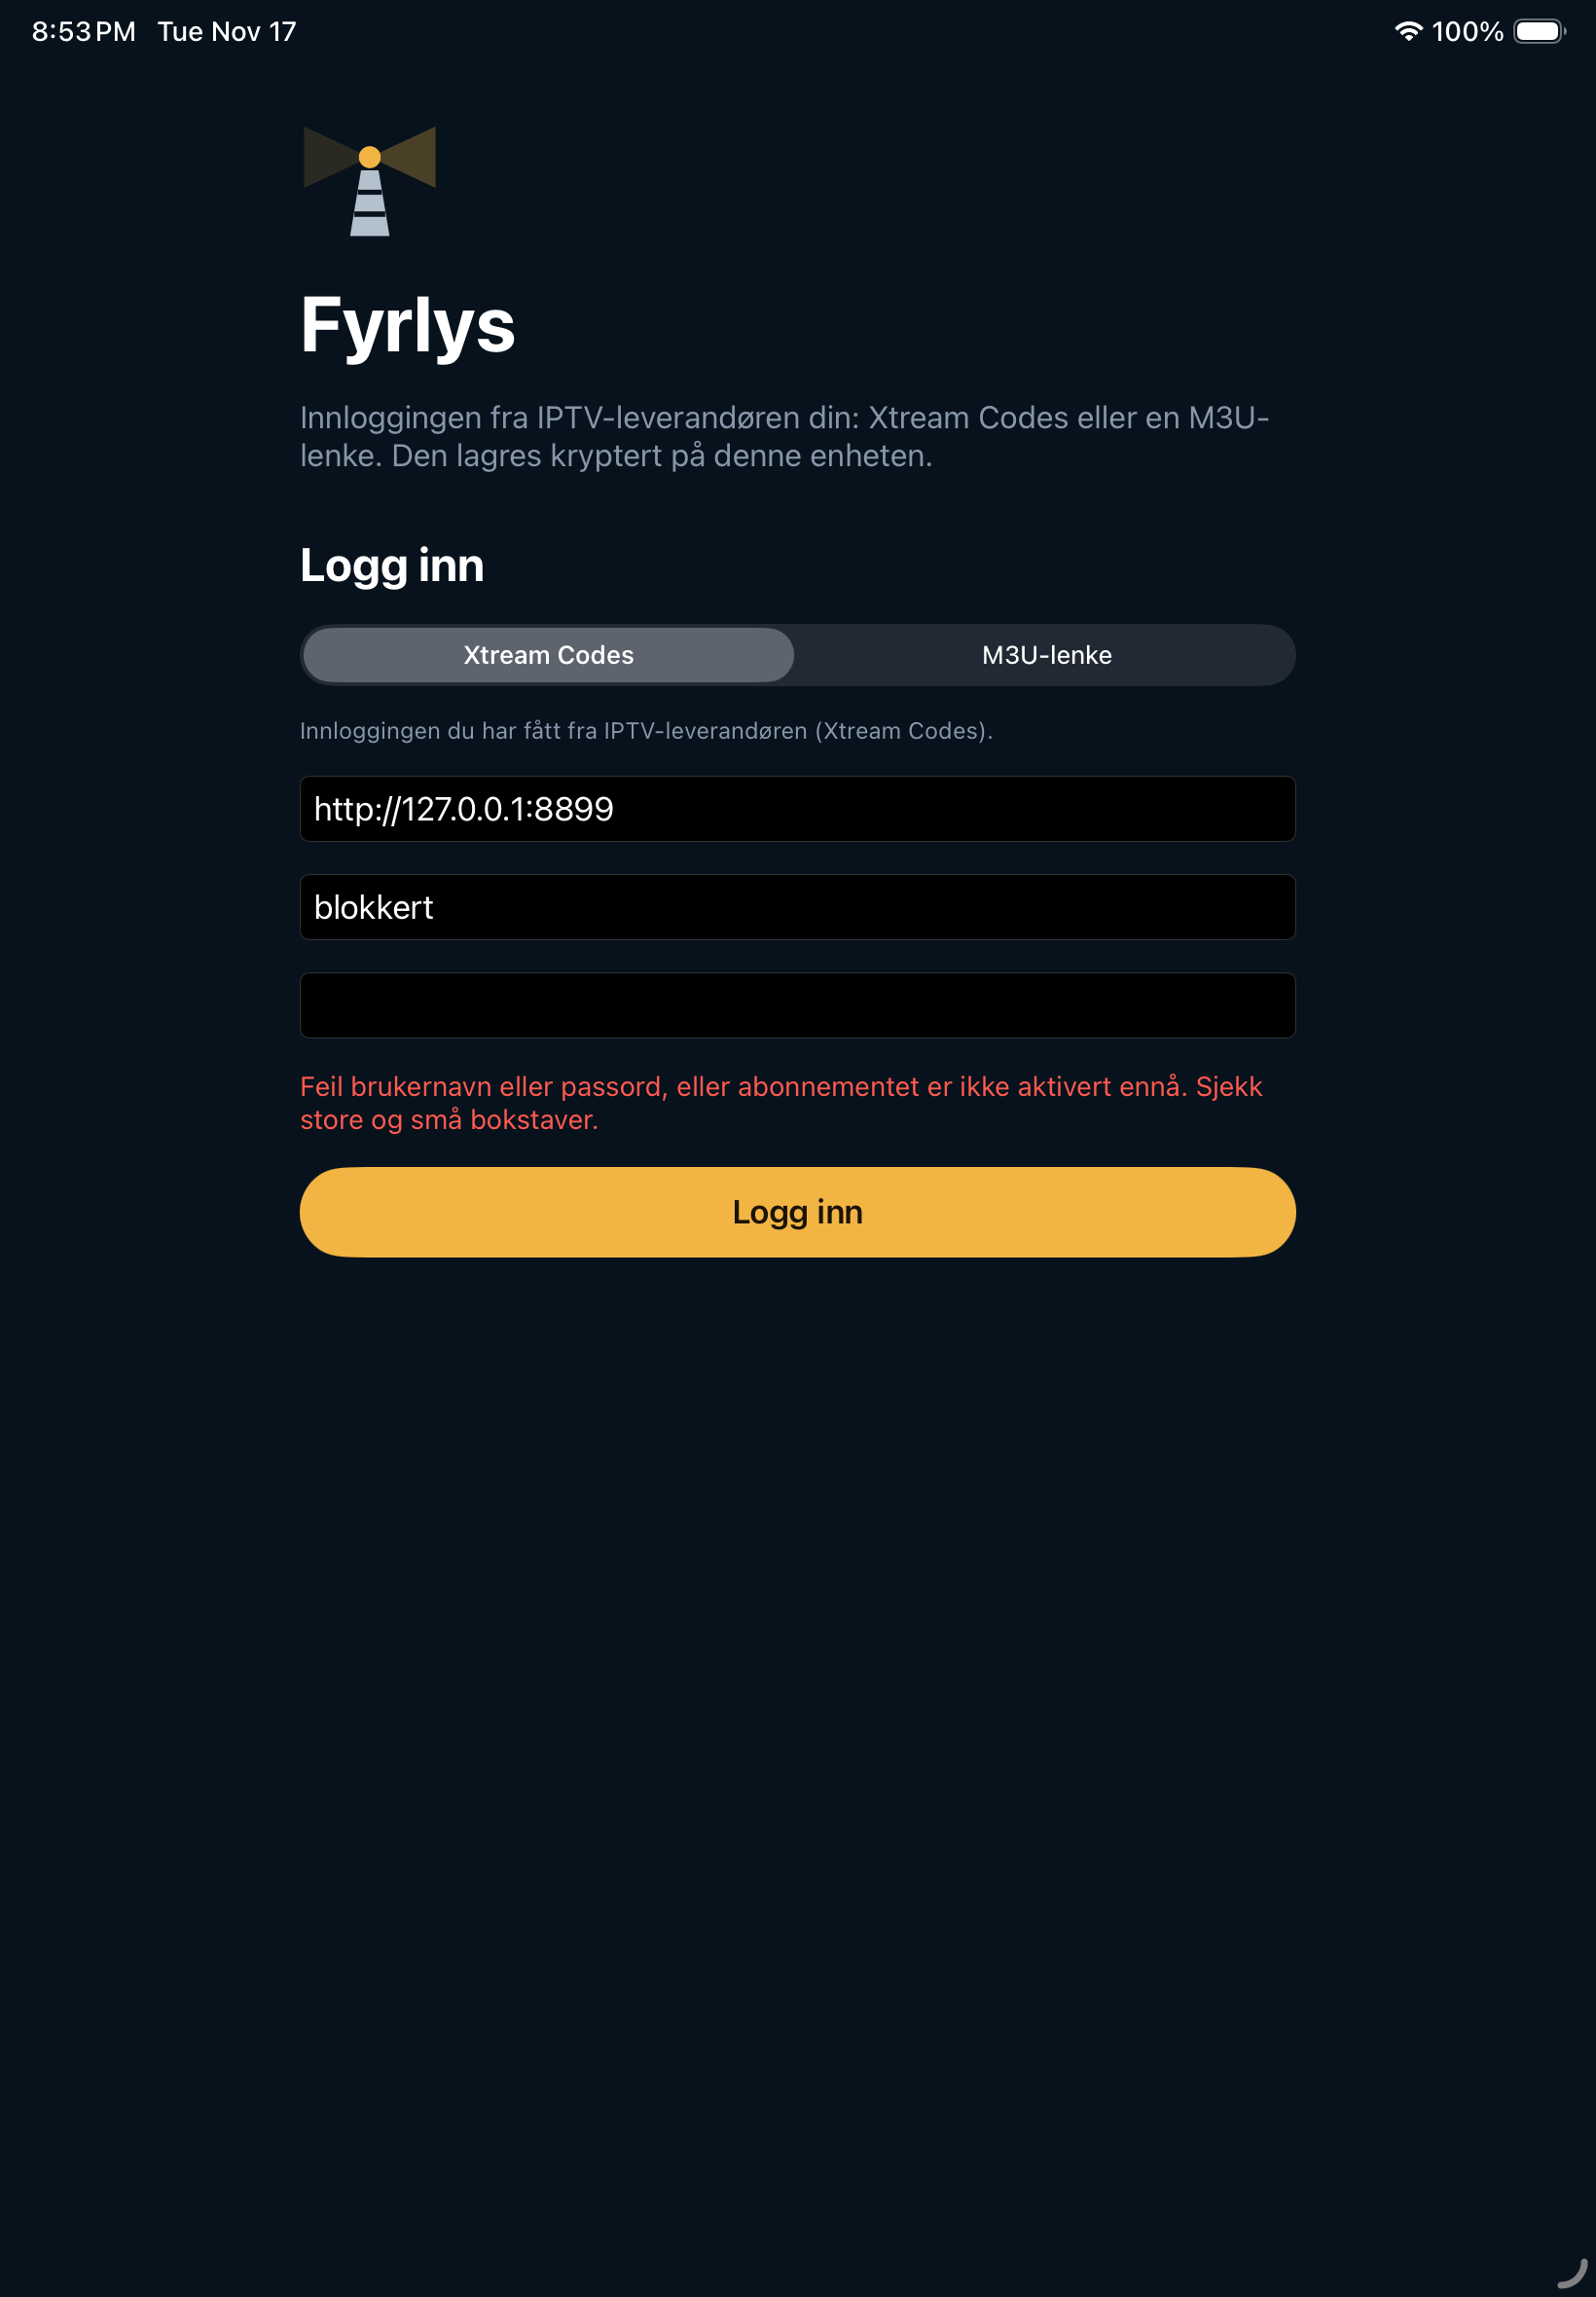 8:53 PM Tue Nov 17
100%
Fyrlys
Innloggingen fra IPTV-leverandøren din: Xtream Codes eller en M3U-
lenke. Den lagres kryptert på denne enheten.
Logg inn
Xtream Codes
M3U-lenke
Innloggingen du har fått fra IPTV-leverandøren (Xtream Codes).
http://127.0.0.1:8899
blokkert
Feil brukernavn eller passord, eller abonnementet er ikke aktivert ennå. Sjekk
store og små bokstaver.
Logg inn